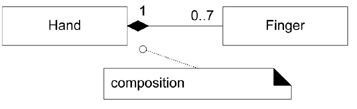 Hand
1
0..7
Finger
composition